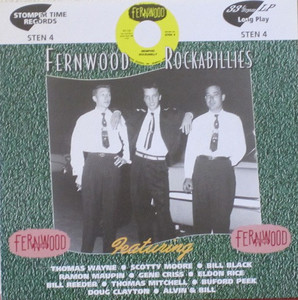 STOMPER TIME
RECORDS
STEN 4
FERNWOOD
33⅓
LP
Long Play
STEN 4
FERNWOOD ROCKABILLIES
Featuring
FERNWOOD
FERNWOOD
THOMAS WAYNE ● SCOTTY MOORE ● BILL BLACK
RAMON MAUPIN ● GENE CRISS ● ELDON RICE
BILL REEDER ● THOMAS MITCHELL ● BUFORD PEEK
DOUG CLAYTON ● ALVIN & BILL